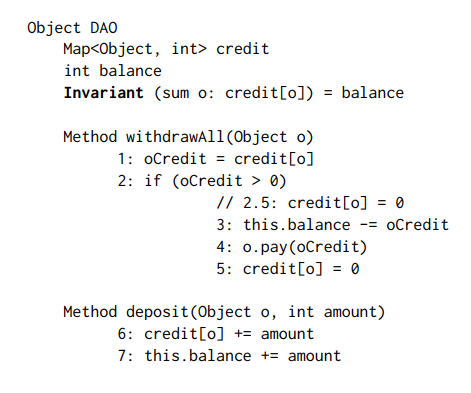 Object DAO
Map<Object, int> credit
int balance
Invariant (sum o: credit[o]) = balance
Method withdrawAll(Object o)
1: oCredit = credit[o]
2: if (oCredit > 0)
// 2.5: credit[o] = 0
3: this.balance -= oCredit
4: o.pay(oCredit)
5: credit[o] = 0
Method deposit(Object o, int amount)
6: credit[o] += amount
7: this.balance += amount